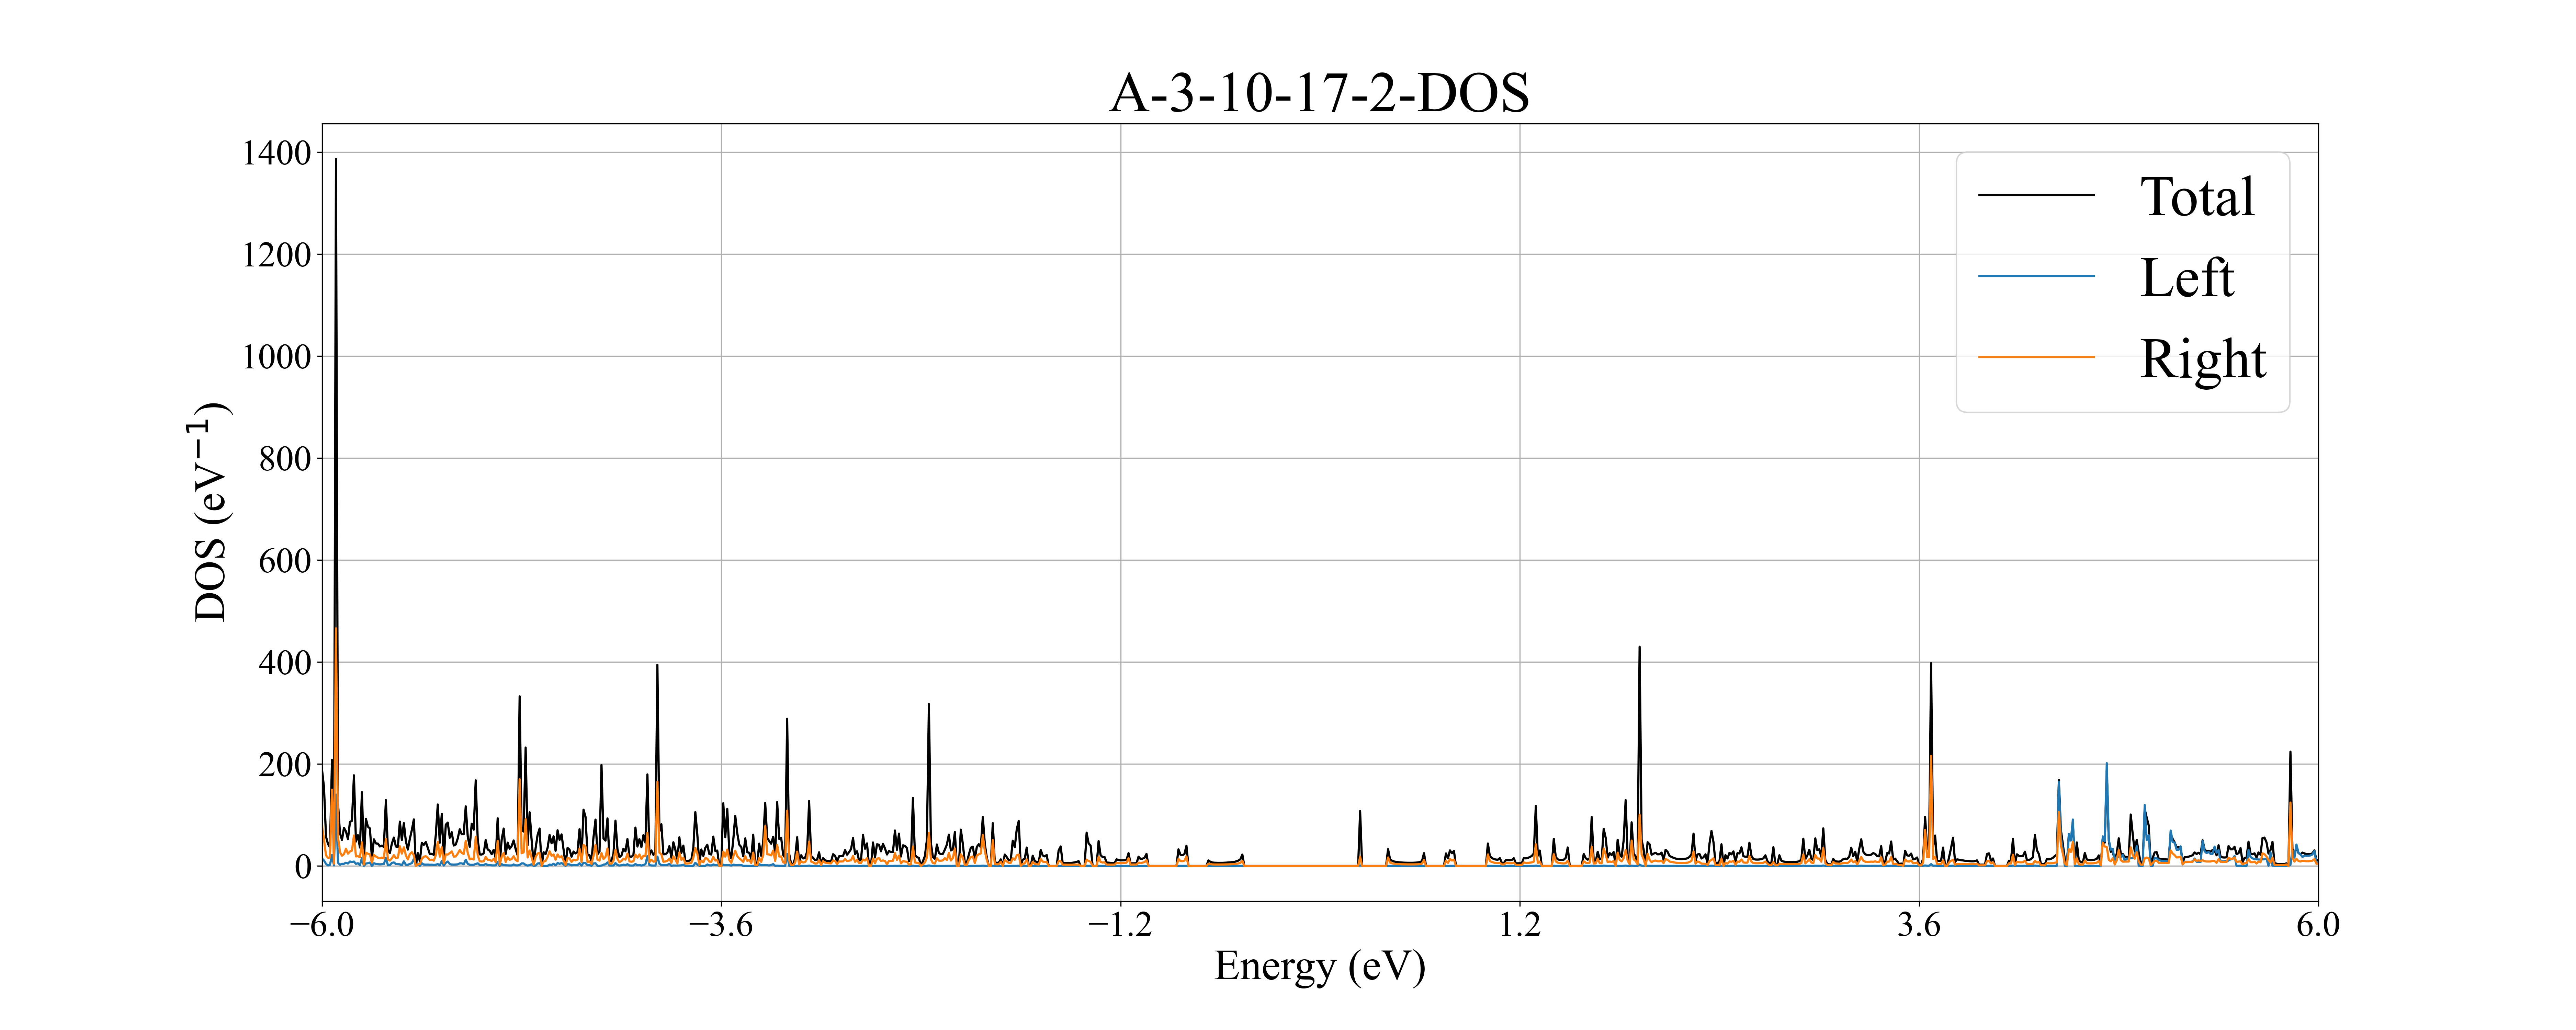 A-3-10-17-2-DOS
1400
1200
1000
800
600
400
200
0
DOS (eV⁻¹)
−6.0 −3.6 −1.2 1.2 3.6 6.0
Energy (eV)
Total
Left
Right